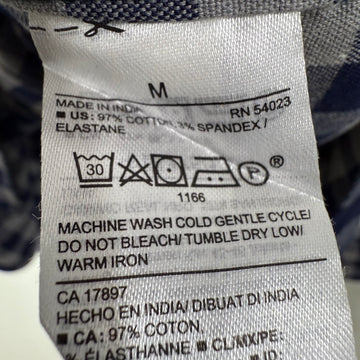 M
MADE IN INDIA
RN 54023
■ US: 97% COTTON, 3% SPANDEX /
ELASTANE
30
P
®
1166
MACHINE WASH COLD GENTLE CYCLE/
DO NOT BLEACH/ TUMBLE DRY LOW/
WARM IRON
CA 17897
HECHO EN INDIA/ DIBUAT DI INDIA
■ CA: 97% COTON,
ÉLASTHANNE ■ CL/MX/PE:
ID: